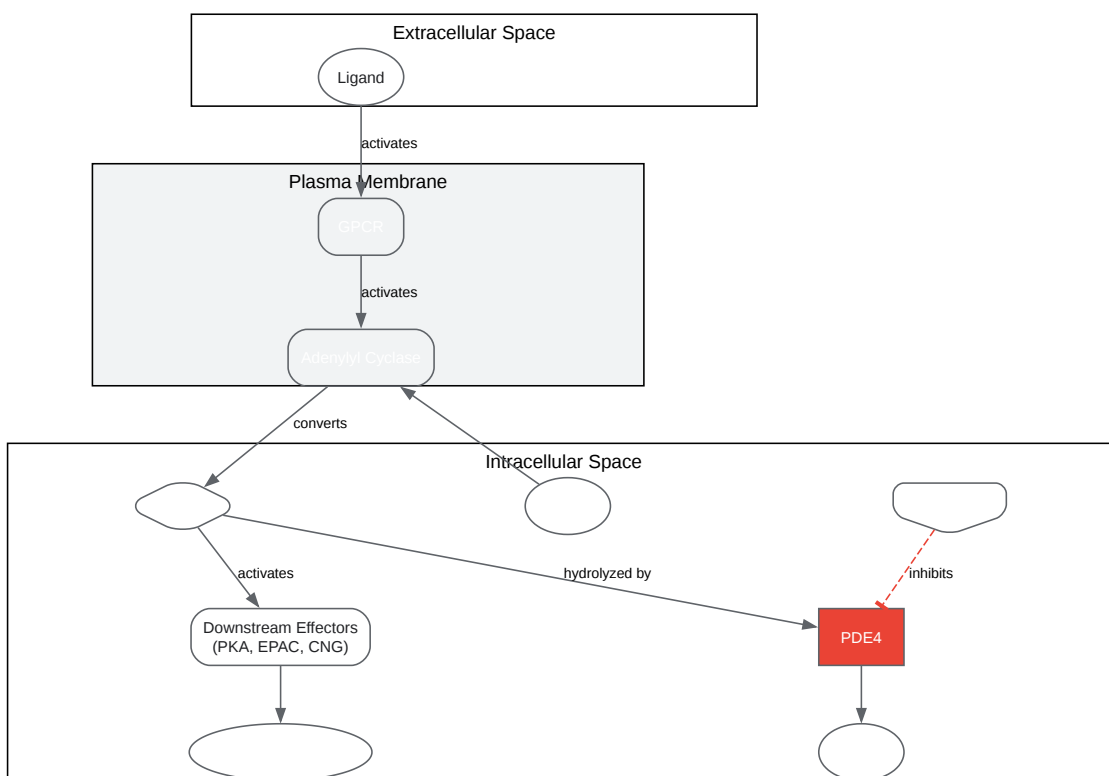 Extracellular Space
Ligand
activates
Plasma Membrane
GPCR
activates
Adenylyl Cyclase
converts
Intracellular Space
activates
hydrolyzed by
inhibits
Downstream Effectors
(PKA, EPAC, CNG)
PDE4